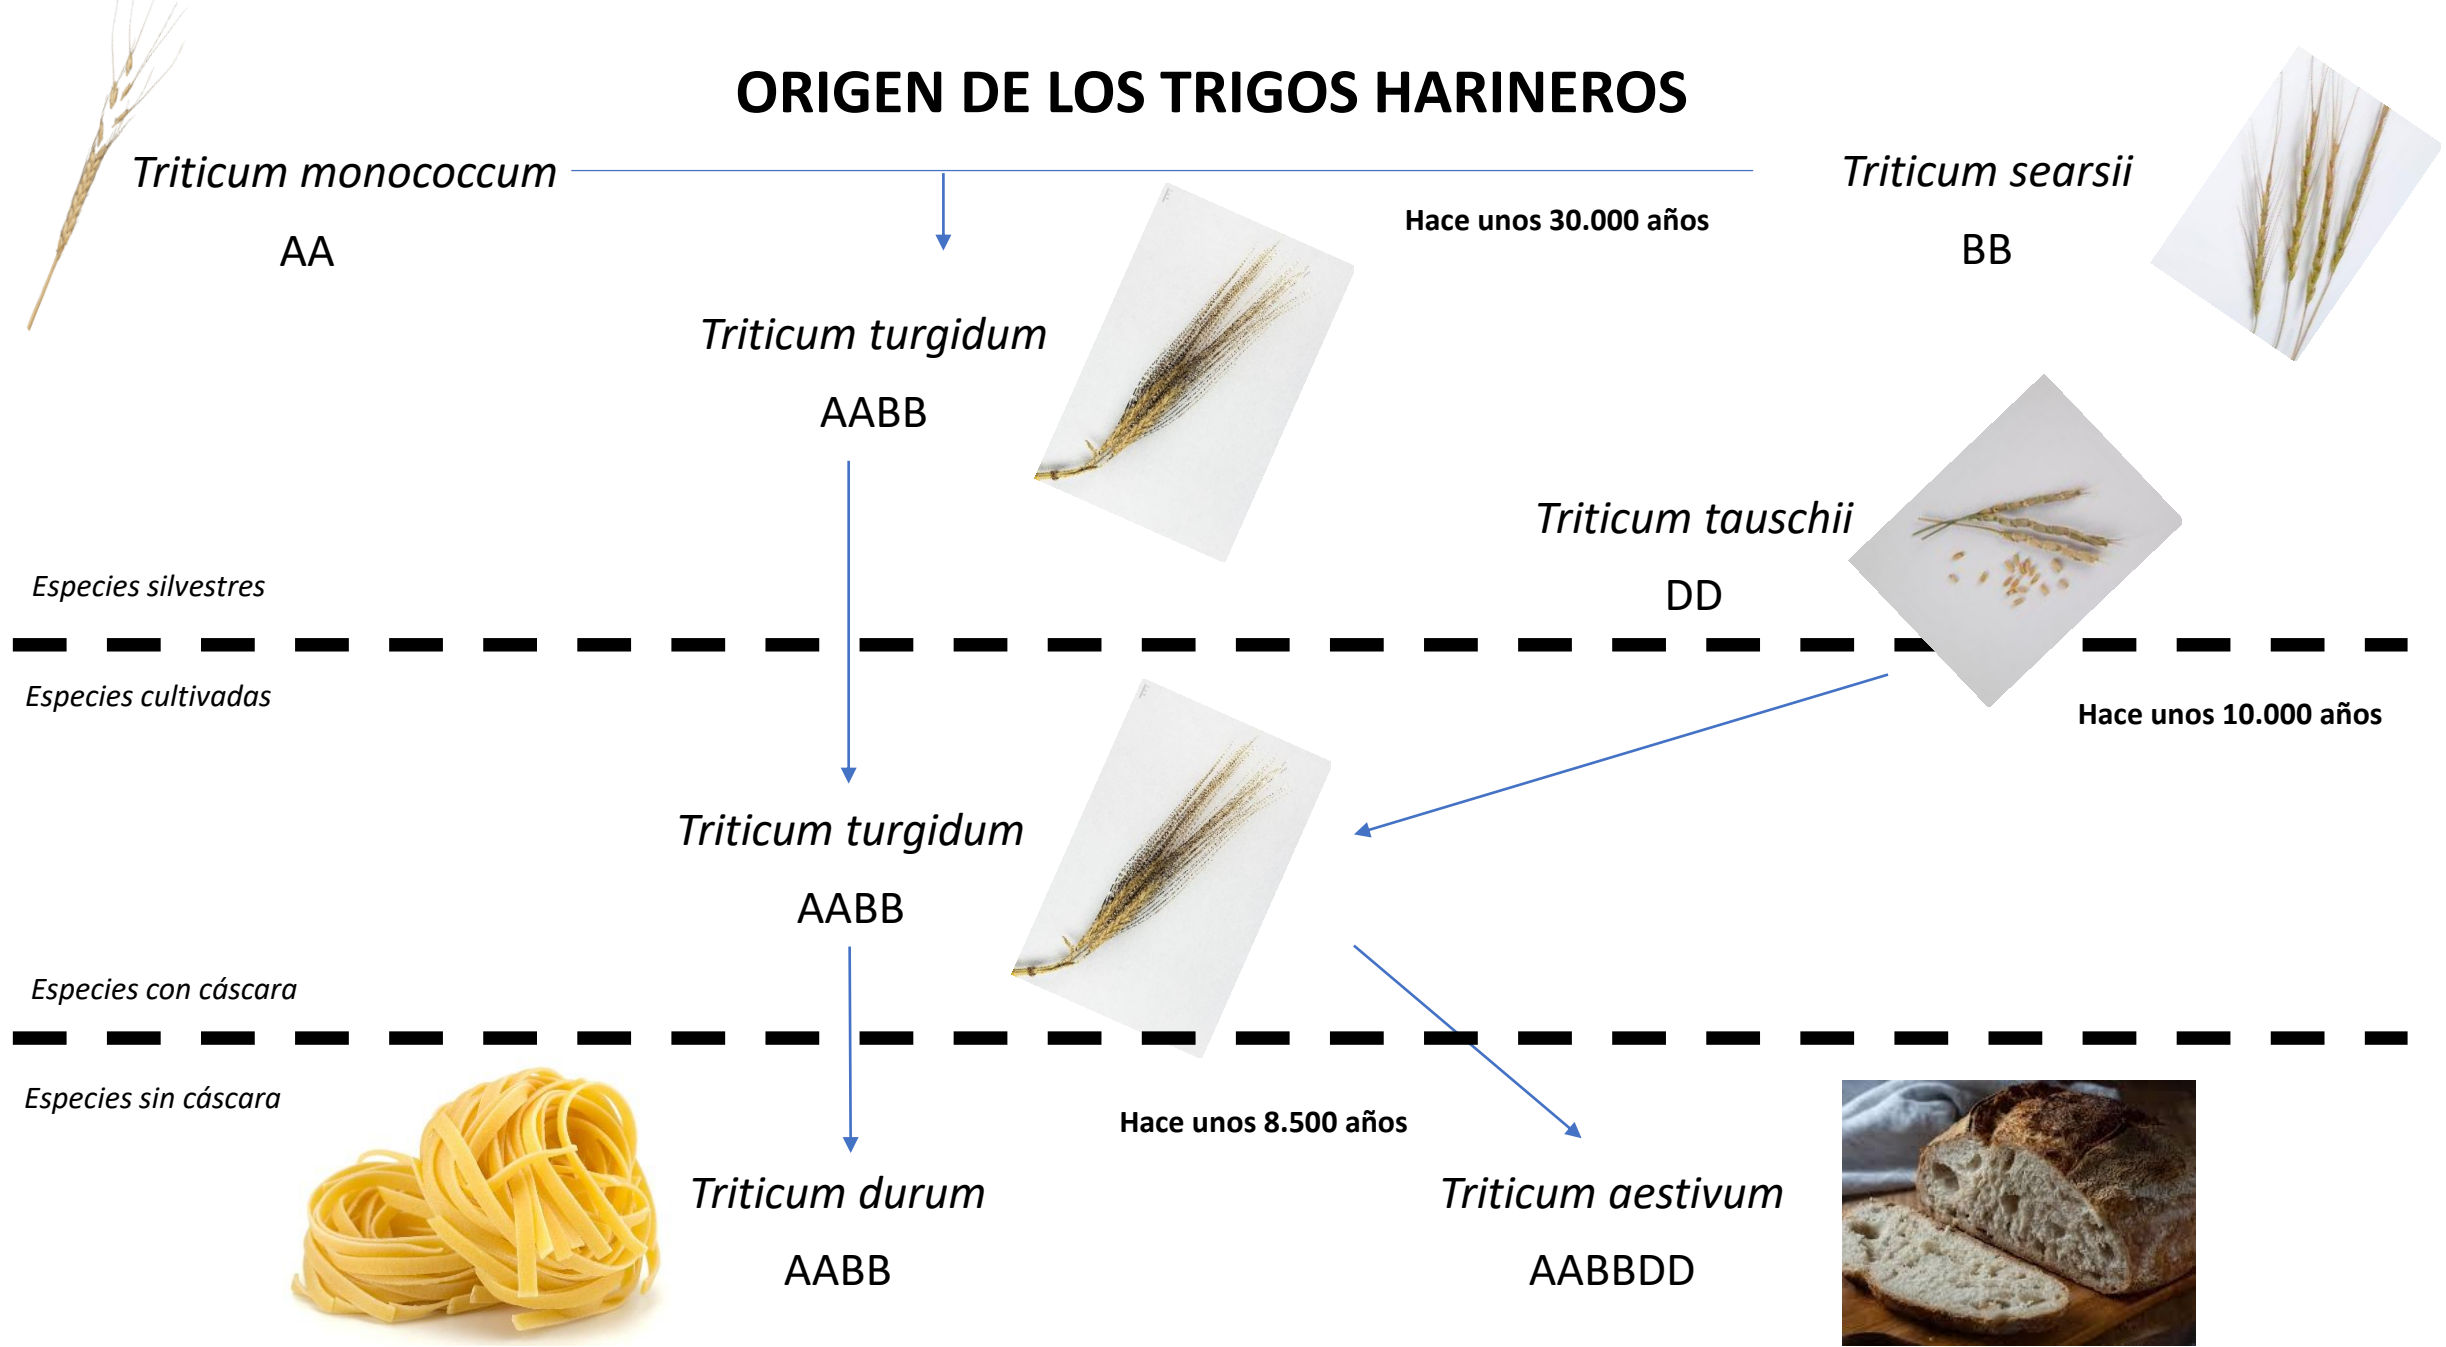 ORIGEN DE LOS TRIGOS HARINEROS
Triticum monococcum
Triticum searsii
Hace unos 30.000 años
AA
BB
Triticum turgidum
AABB
Triticum tauschii
DD
Especies silvestres
Especies cultivadas
Hace unos 10.000 años
Triticum turgidum
AABB
Especies con cáscara
Especies sin cáscara
Hace unos 8.500 años
Triticum durum
Triticum aestivum
AABB
AABBDD